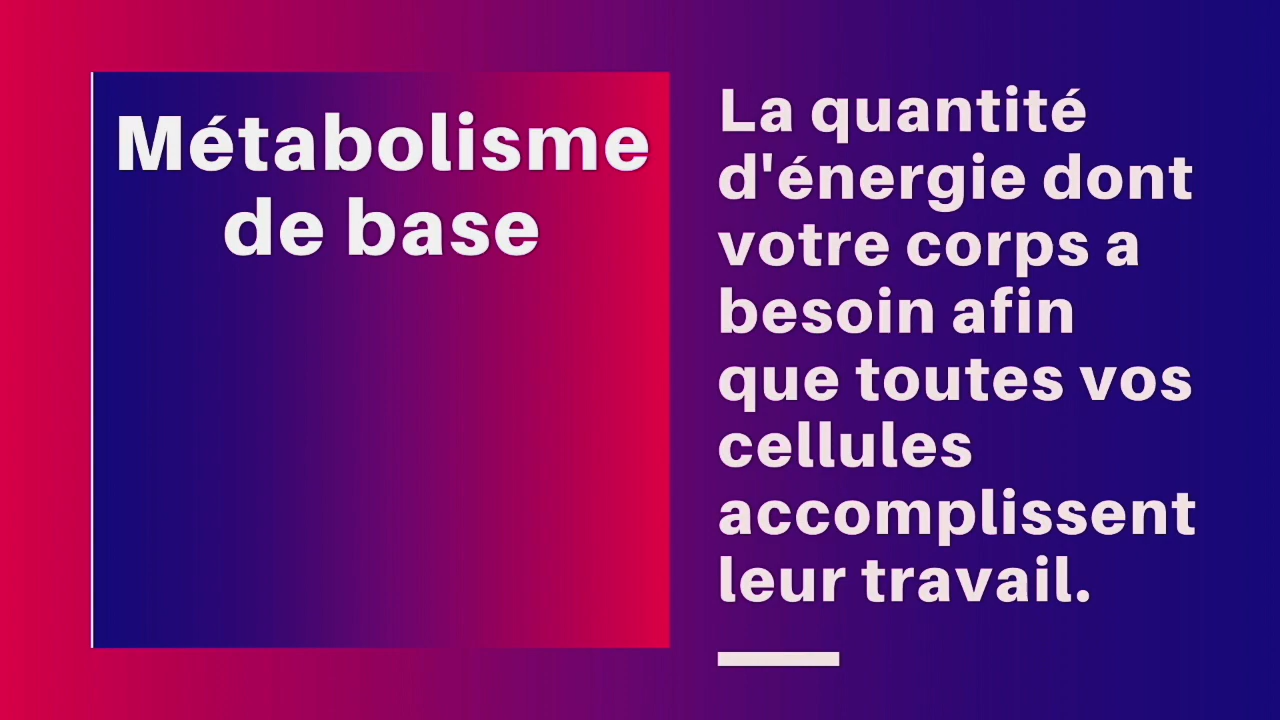 Métabolisme
de base
La quantité
d'énergie dont
votre corps a
besoin afin
que toutes vos
cellules
accomplissent
leur travail.